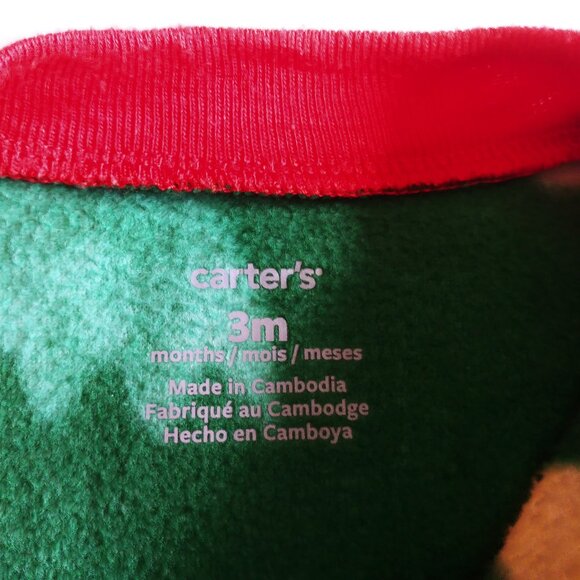 carter's
3m
months / mois / meses
Made in Cambodia
Fabriqué au Cambodge
Hecho en Camboya